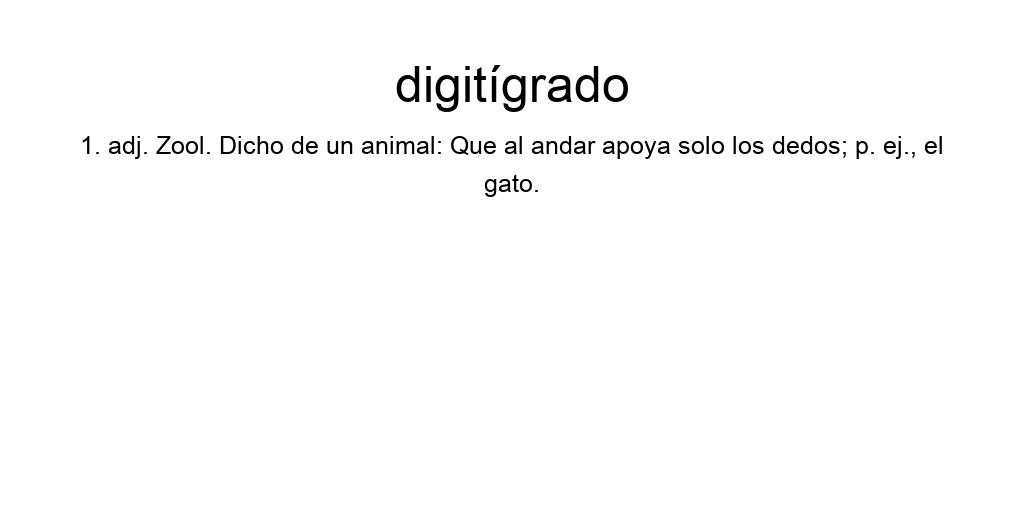 digitígrado
1. adj. Zool. Dicho de un animal: Que al andar apoya solo los dedos; p. ej., el
gato.